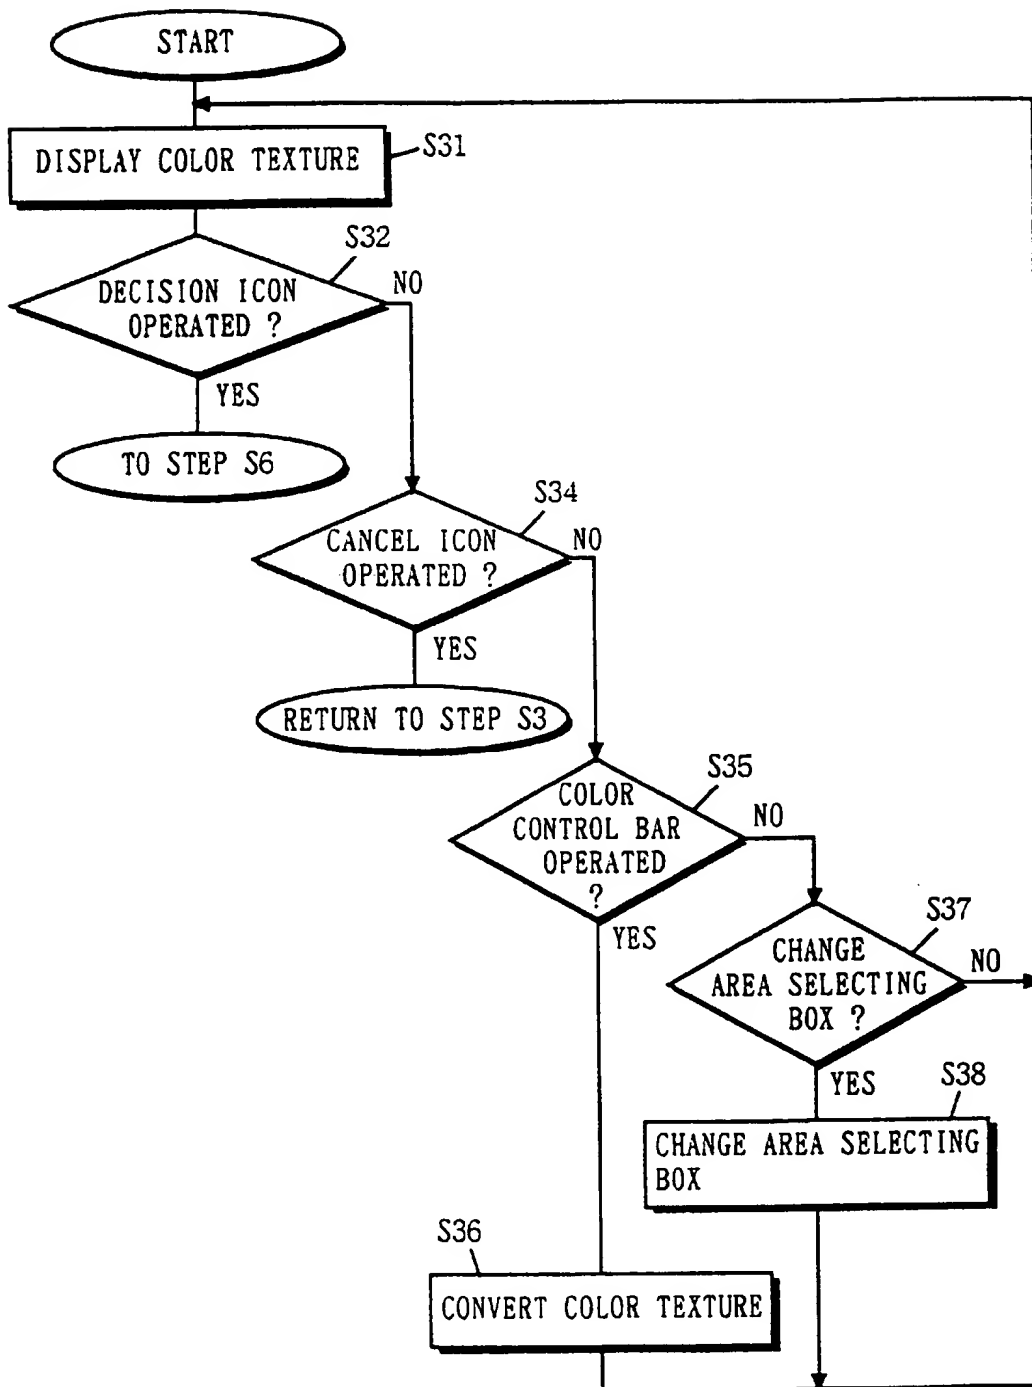 START
DISPLAY COLOR TEXTURE
S31
S32
DECISION ICON
OPERATED ?
NO
YES
TO STEP S6
S34
CANCEL ICON
OPERATED ?
NO
YES
RETURN TO STEP S3
S35
COLOR
CONTROL BAR
OPERATED
?
NO
YES
S37
CHANGE
AREA SELECTING
BOX ?
NO
YES
S38
CHANGE AREA SELECTING
BOX
S36
CONVERT COLOR TEXTURE